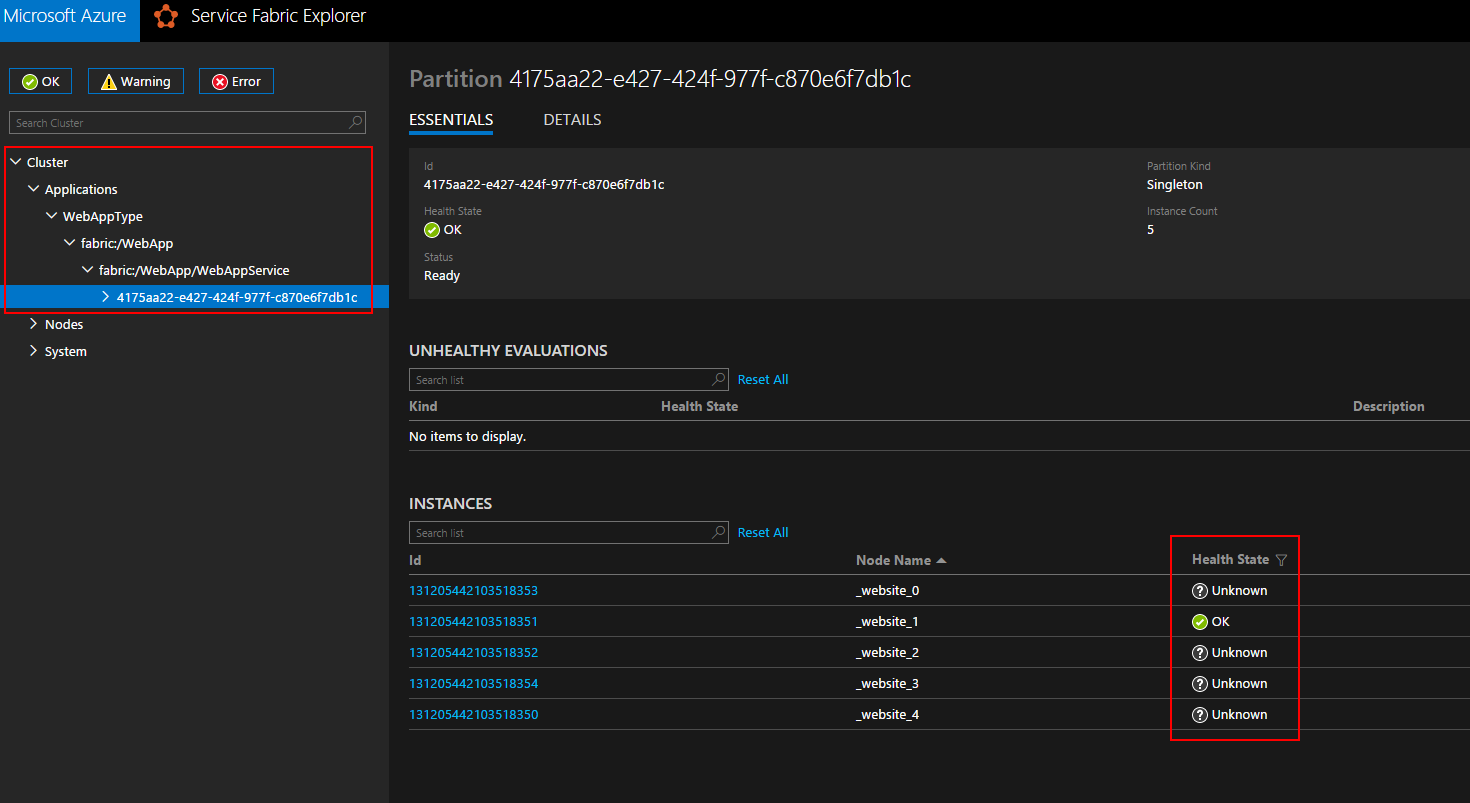 Microsoft Azure Service Fabric Explorer
OK Warning Error
Search Cluster
Cluster
Applications
WebAppType
fabric:/WebApp
fabric:/WebApp/WebAppService
4175aa22-e427-424f-977f-c870e6f7db1c
Nodes
System
Partition 4175aa22-e427-424f-977f-c870e6f7db1c
ESSENTIALS DETAILS
Id
4175aa22-e427-424f-977f-c870e6f7db1c
Health State
OK
Status
Ready
Partition Kind
Singleton
Instance Count
5
UNHEALTHY EVALUATIONS
Search list Reset All
Kind Health State Description
No items to display.
INSTANCES
Search list Reset All
Id Node Name Health State
131205442103518353 _website_0 Unknown
131205442103518351 _website_1 OK
131205442103518352 _website_2 Unknown
131205442103518354 _website_3 Unknown
131205442103518350 _website_4 Unknown